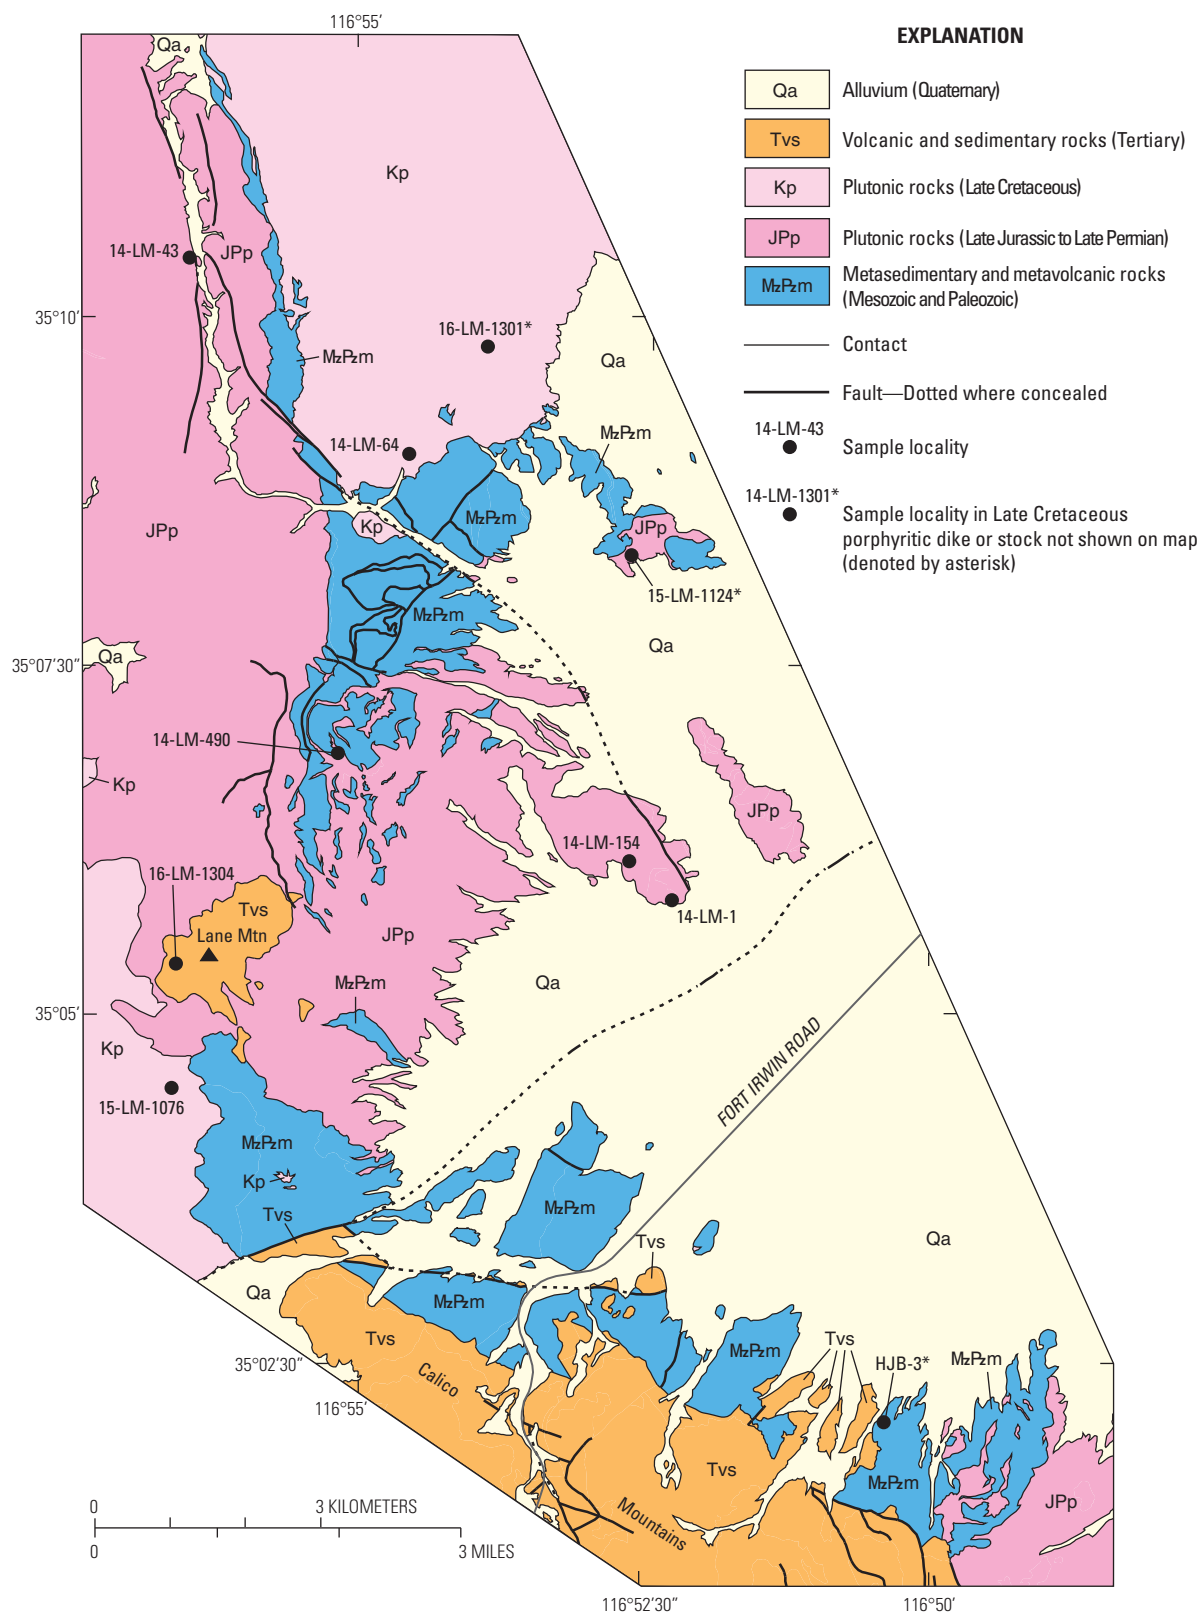 116°55′
EXPLANATION
Qa
Qa
Alluvium (Quaternary)
Tvs
Volcanic and sedimentary rocks (Tertiary)
Kp
Kp
Plutonic rocks (Late Cretaceous)
JPp
Plutonic rocks (Late Jurassic to Late Permian)
14-LM-43
JPp
MzPzm
Metasedimentary and metavolcanic rocks
(Mesozoic and Paleozoic)
35°10′
16-LM-1301*
Contact
MzPzm
Qa
Fault—Dotted where concealed
14-LM-43
14-LM-64
MzPzm
Sample locality
14-LM-1301*
Sample locality in Late Cretaceous
porphyritic dike or stock not shown on map
(denoted by asterisk)
JPp
Kp
MzPzm
JPp
15-LM-1124*
MzPzm
Qa
35°07′30″
Qa
14-LM-490
Kp
JPp
14-LM-154
16-LM-1304
Tvs
14-LM-1
Lane Mtn
JPp
MzPzm
Qa
35°05′
Kp
FORT IRWIN ROAD
15-LM-1076
MzPzm
Kp
Tvs
MzPzm
Qa
Tvs
Qa
MzPzm
Tvs
MzPzm
Tvs
HJB-3*
MzPzm
35°02′30″
Calico
116°55′
Tvs
MzPzm
JPp
Mountains
0
3 KILOMETERS
0
3 MILES
116°52′30″
116°50′